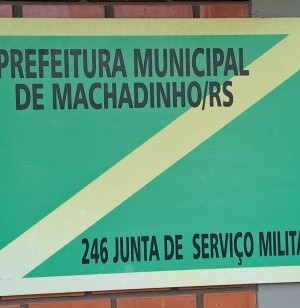 PREFEITURA MUNICIPAL
DE MACHADINHO/RS
246 JUNTA DE SERVIÇO MILITA